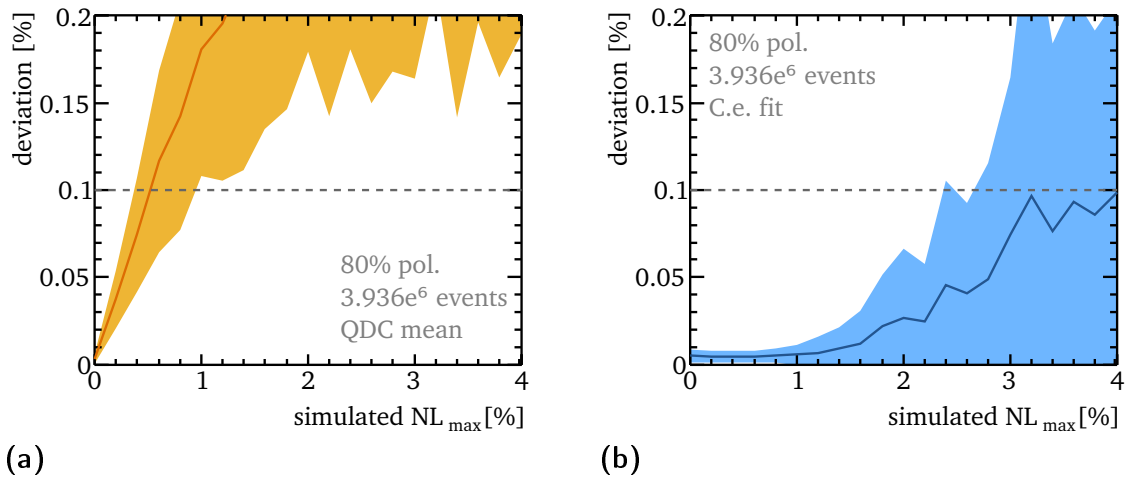 deviation [%]
0.2
0.15
0.1
0.05
0
80% pol.
3.936e⁶ events
QDC mean
0 1 2 3 4
simulated NL max [%]
(a)
deviation [%]
0.2
0.15
0.1
0.05
0
80% pol.
3.936e⁶ events
C.e. fit
0 1 2 3 4
simulated NL max [%]
(b)